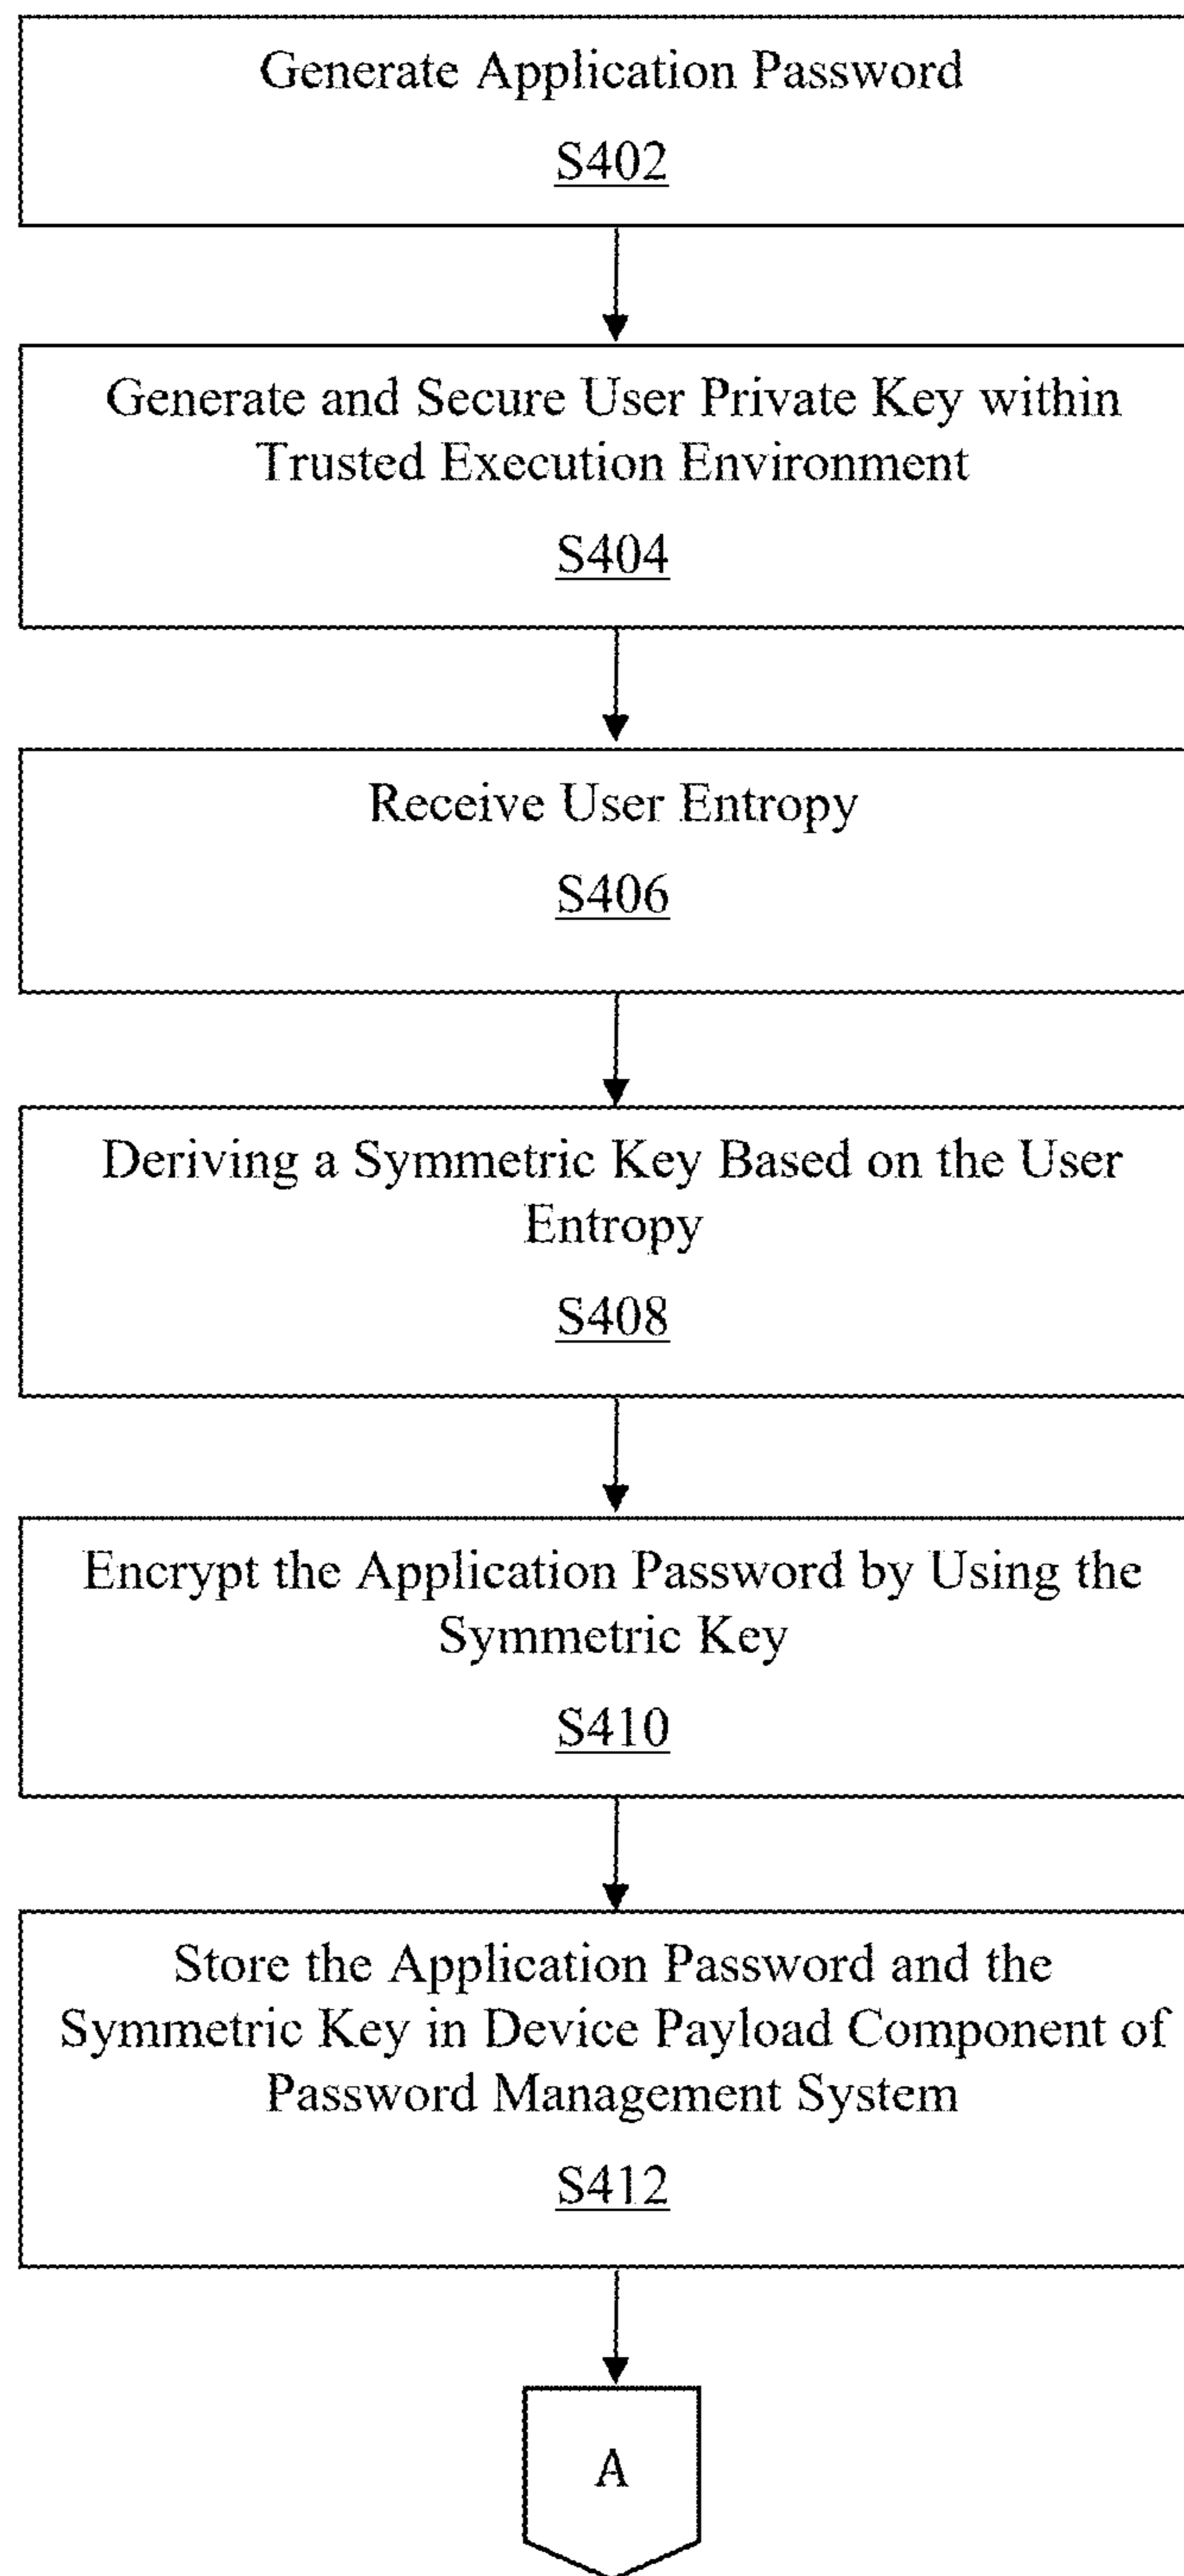 Generate Application Password
S402
Generate and Secure User Private Key within
Trusted Execution Environment
S404
Receive User Entropy
S406
Deriving a Symmetric Key Based on the User
Entropy
S408
Encrypt the Application Password by Using the
Symmetric Key
S410
Store the Application Password and the
Symmetric Key in Device Payload Component of
Password Management System
S412
A